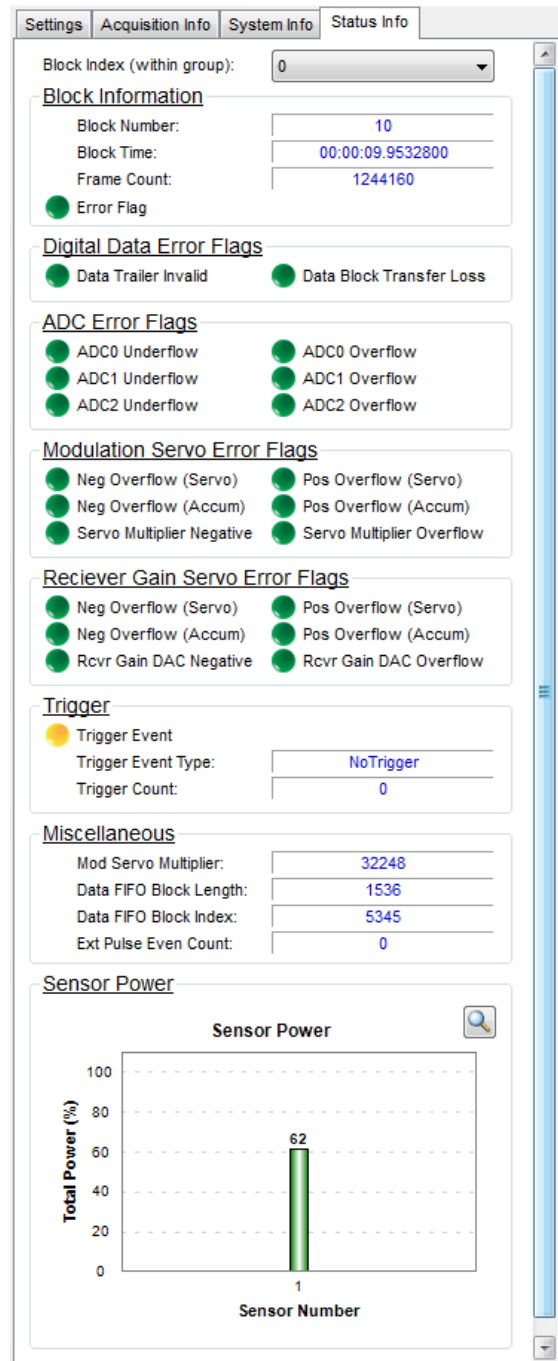 Settings Acquisition Info System Info Status Info
Block Index (within group): 0
Block Information
Block Number: 10
Block Time: 00:00:09.9532800
Frame Count: 1244160
Error Flag
Digital Data Error Flags
Data Trailer Invalid Data Block Transfer Loss
ADC Error Flags
ADC0 Underflow ADC0 Overflow
ADC1 Underflow ADC1 Overflow
ADC2 Underflow ADC2 Overflow
Modulation Servo Error Flags
Neg Overflow (Servo) Pos Overflow (Servo)
Neg Overflow (Accum) Pos Overflow (Accum)
Servo Multiplier Negative Servo Multiplier Overflow
Reciever Gain Servo Error Flags
Neg Overflow (Servo) Pos Overflow (Servo)
Neg Overflow (Accum) Pos Overflow (Accum)
Rcvr Gain DAC Negative Rcvr Gain DAC Overflow
Trigger
Trigger Event
Trigger Event Type: NoTrigger
Trigger Count: 0
Miscellaneous
Mod Servo Multiplier: 32248
Data FIFO Block Length: 1536
Data FIFO Block Index: 5345
Ext Pulse Even Count: 0
Sensor Power
Sensor Power
Total Power (%)
100
80
62
60
40
20
0
1
Sensor Number